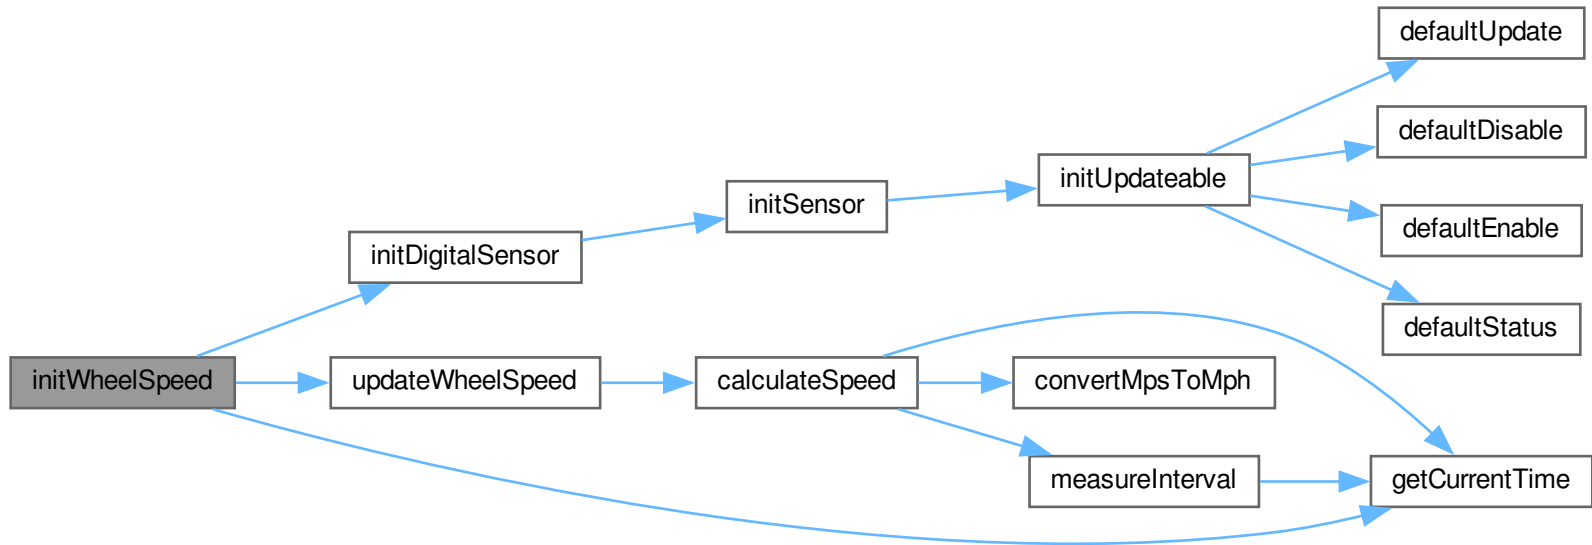 defaultUpdate
defaultDisable
initUpdateable
initSensor
defaultEnable
initDigitalSensor
defaultStatus
initWheelSpeed
updateWheelSpeed
calculateSpeed
convertMpsToMph
measureInterval
getCurrentTime